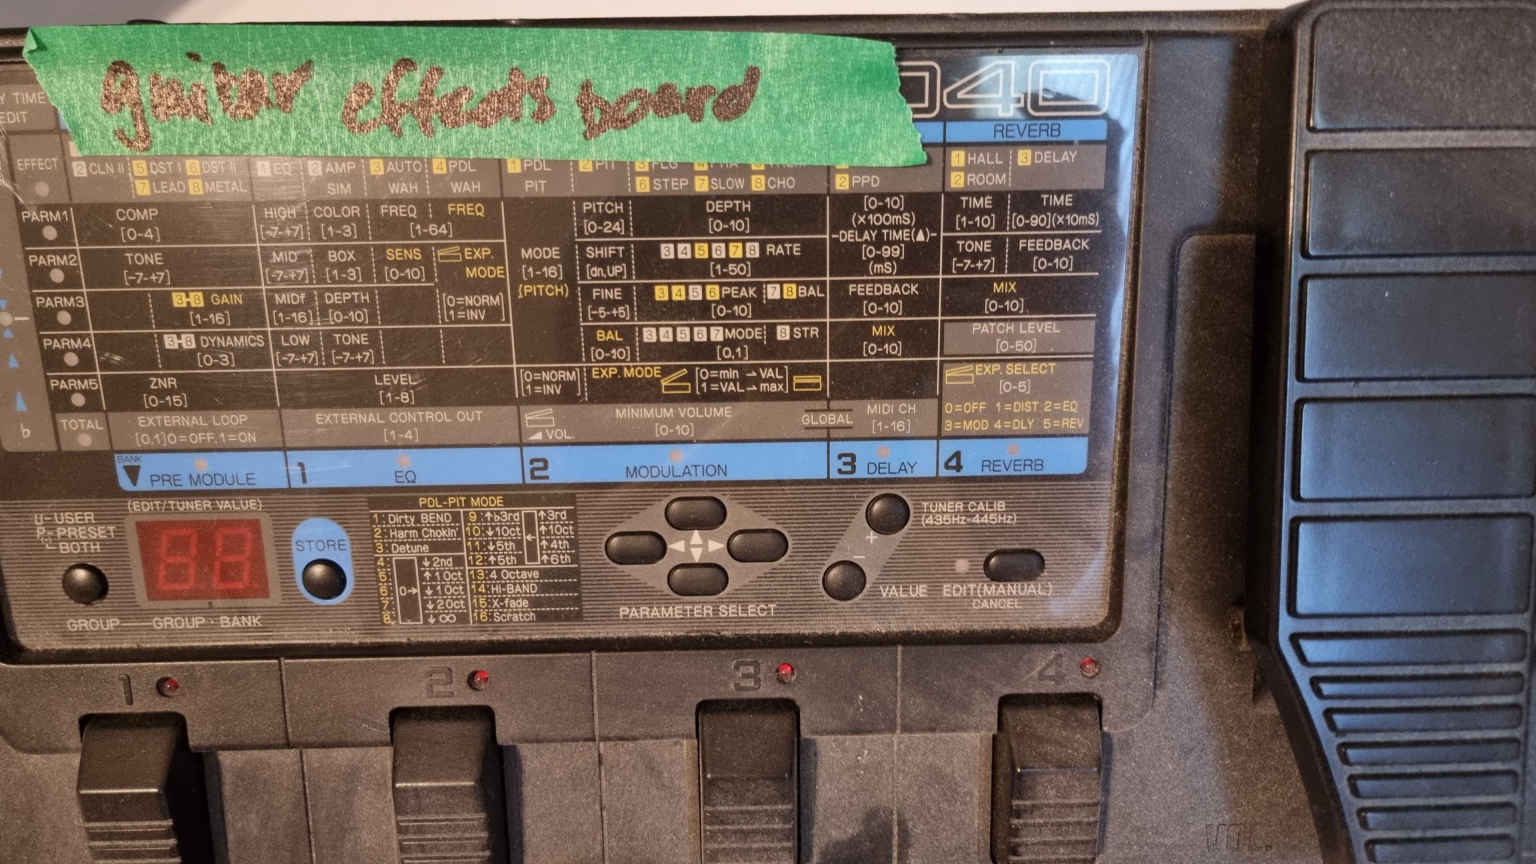 guitar effects board
040
Y TIME
EDIT
REVERB
EFFECT 2 CLN II 5 DST I 6 DST II 1 EQ 2 AMP 3 AUTO 4 PDL 1 PDL 2 PIT 1 HALL 3 DELAY
7 LEAD 8 METAL SIM WAH WAH PIT 6 STEP 7 SLOW 8 CHO 2 PPD 2 ROOM
PARM1 COMP HIGH COLOR FREQ FREQ PITCH DEPTH [0-10] TIME TIME
[0-4] [-7-+7] [1-3] [1-64] [0-24] [0-10] (×100mS) [1-10] [0-90](×10mS)
-DELAY TIME(▲)-
PARM2 TONE MID BOX SENS EXP. MODE SHIFT 3 4 5 6 7 8 RATE [0-99] TONE FEEDBACK
[-7-+7] [-7-+7] [1-3] [0-10] MODE [1-16] [dn,UP] [1-50] (mS) [-7-+7] [0-10]
(PITCH)
PARM3 3-8 GAIN MIDf DEPTH [0=NORM FINE 3 4 5 6 PEAK 7 8 BAL FEEDBACK MIX
[1-16] [1-16] [0-10] 1=INV [-5-+5] [0-10] [0-10] [0-10]
PARM4 3-8 DYNAMICS LOW TONE BAL 3 4 5 6 7 MODE 8 STR MIX PATCH LEVEL
[0-3] [-7-+7] [-7-+7] [0-10] [0,1] [0-10] [0-50]
PARM5 ZNR LEVEL [0=NORM EXP. MODE [0=min→VAL EXP. SELECT
[0-15] [1-8] 1=INV 1=VAL→max] [0-5]
TOTAL EXTERNAL LOOP EXTERNAL CONTROL OUT MINIMUM VOLUME GLOBAL MIDI CH 0=OFF 1=DIST 2=EQ
[0,1]0=OFF,1=ON [1-4] VOL. [0-10] [1-16] 3=MOD 4=DLY 5=REV
♭
BANK PRE MODULE 1 EQ 2 MODULATION 3 DELAY 4 REVERB
(EDIT/TUNER VALUE)
U-USER
P-PRESET
BOTH
GROUP GROUP·BANK
STORE
PDL-PIT MODE
1: Dirty BEND 9: ↑♭3rd ↑3rd
2: Harm Chokin' 10: ↓10ct ↑10ct
3: Detune 11: ↓5th ↑4th
4: ↓2nd 12: ↑5th ↑6th
5: ↑1Oct 13: 4 Octave
6: 0→ ↓1Oct 14: HI-BAND
7: ↓2Oct 15: X-fade
8: ↓∞ 16: Scratch
PARAMETER SELECT
TUNER CALIB
(435Hz-445Hz)
+
−
VALUE EDIT(MANUAL)
CANCEL
1 2 3 4